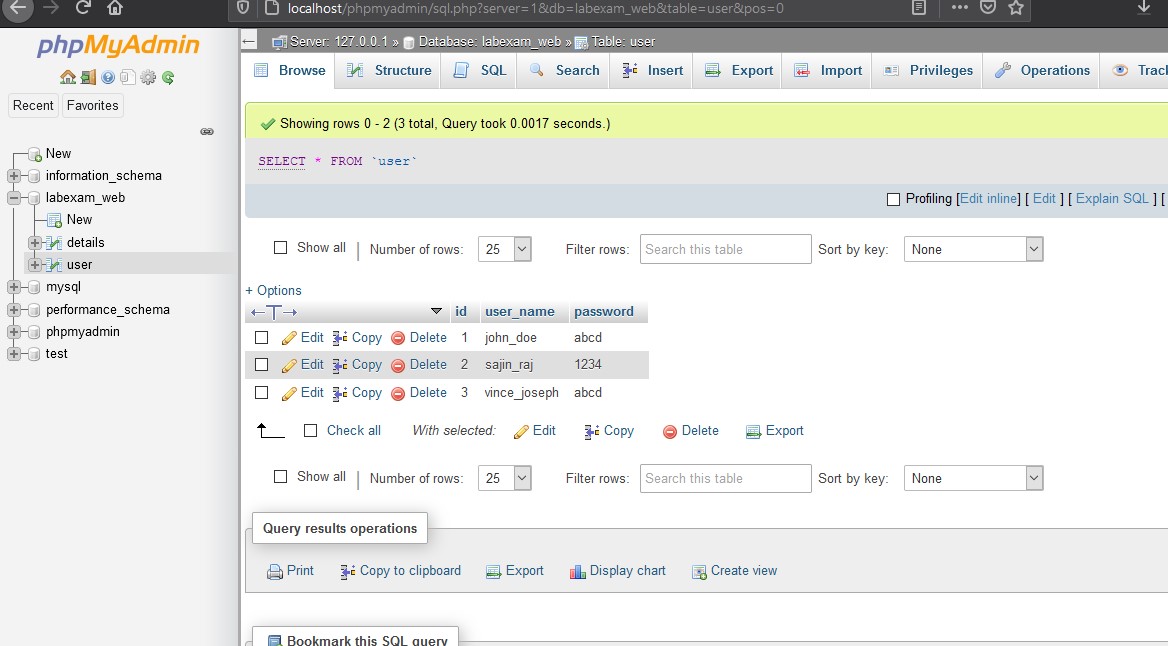 localhost/phpmyadmin/sql.php?server=1&db=labexam_web&table=user&pos=0
phpMyAdmin
Recent Favorites
New
information_schema
labexam_web
New
details
user
mysql
performance_schema
phpmyadmin
test
Server: 127.0.0.1 » Database: labexam_web » Table: user
Browse Structure SQL Search Insert Export Import Privileges Operations Track
Showing rows 0 - 2 (3 total, Query took 0.0017 seconds.)
SELECT * FROM `user`
Profiling [Edit inline] [ Edit ] [ Explain SQL ] [
Show all | Number of rows: 25 Filter rows: Search this table Sort by key: None
+ Options
←T→ id user_name password
Edit Copy Delete 1 john_doe abcd
Edit Copy Delete 2 sajin_raj 1234
Edit Copy Delete 3 vince_joseph abcd
Check all With selected: Edit Copy Delete Export
Show all | Number of rows: 25 Filter rows: Search this table Sort by key: None
Query results operations
Print Copy to clipboard Export Display chart Create view
Bookmark this SQL query